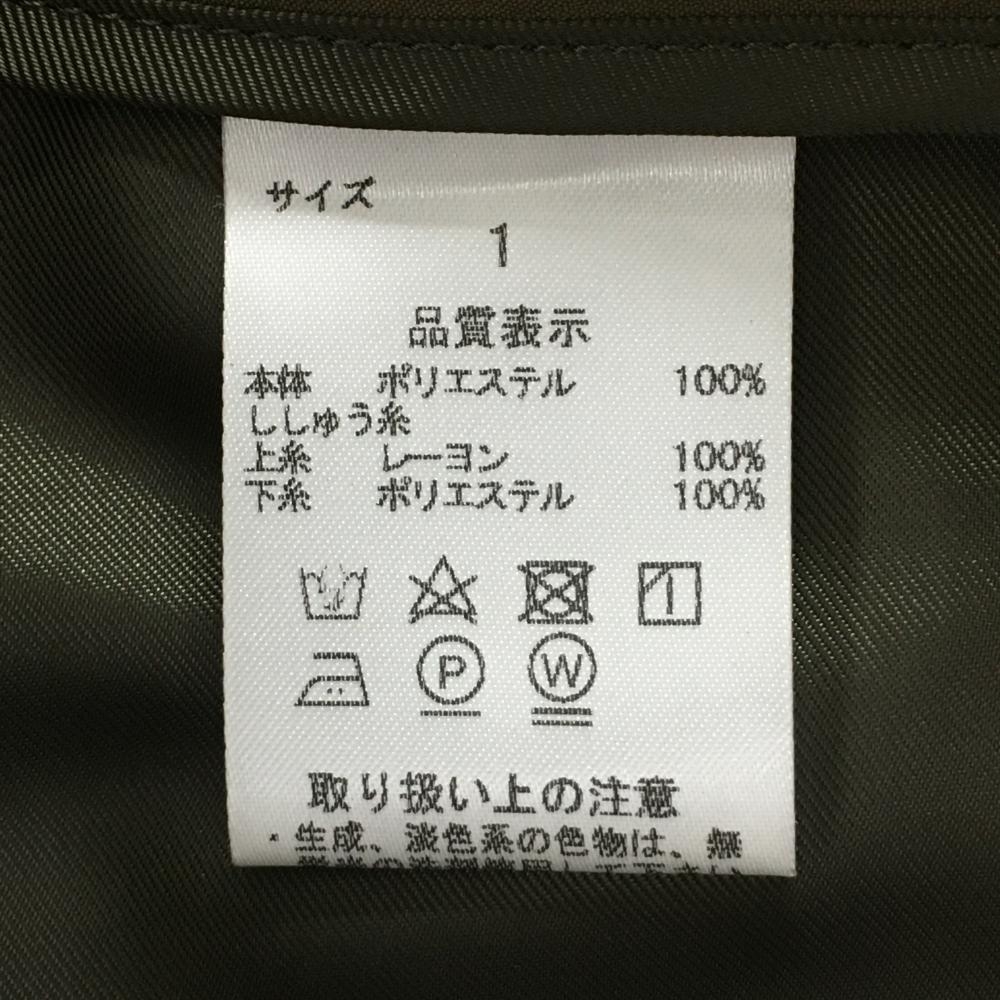 サイズ
1
品質表示
本体 ポリエステル 100%
ししゅう糸
上糸 レーヨン 100%
下糸 ポリエステル 100%
P W
取り扱い上の注意
・生成、淡色系の色物は、無